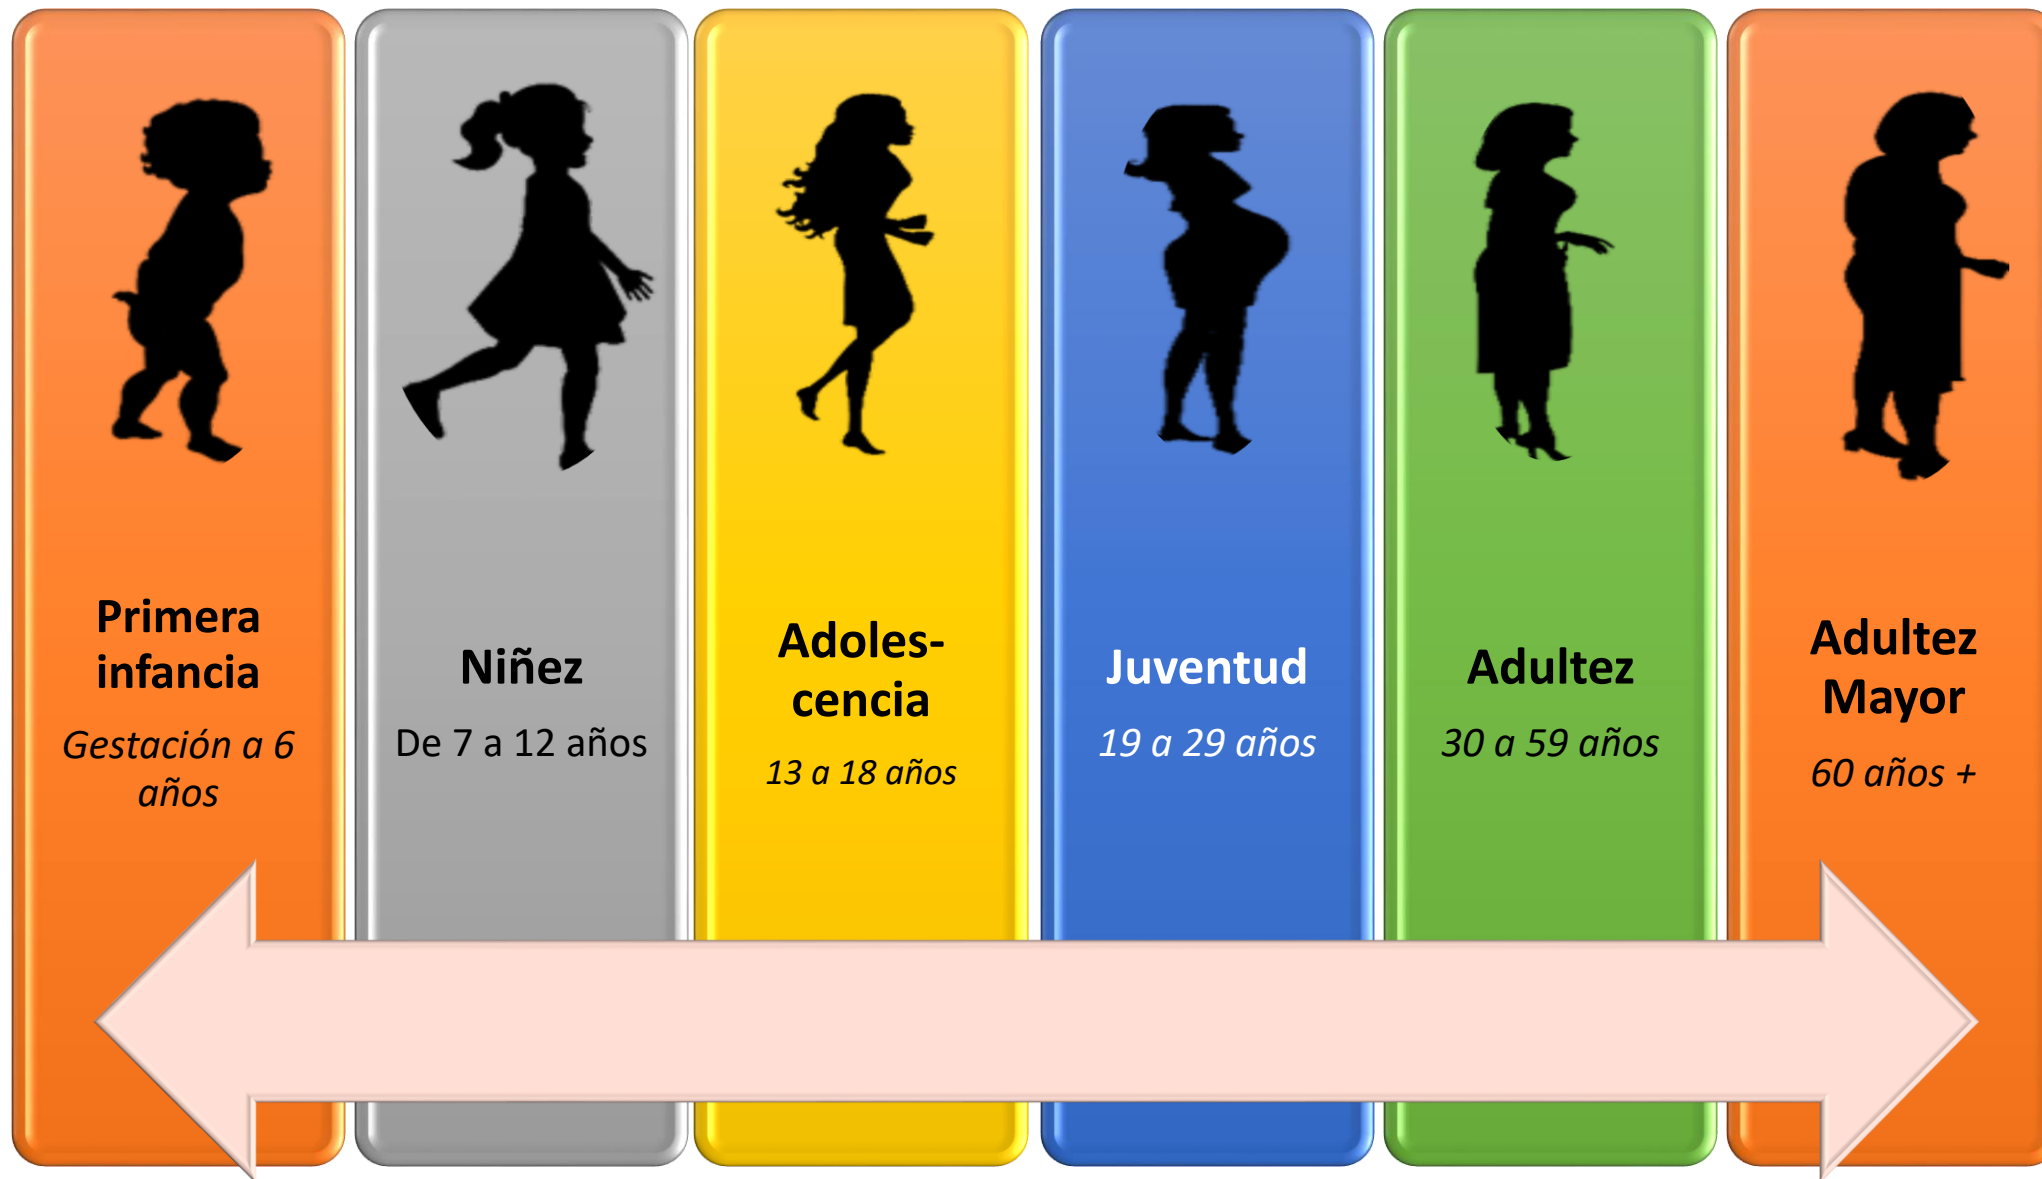 Primera
infancia
Gestación a 6
años
Niñez
De 7 a 12 años
Adoles-
cencia
13 a 18 años
Juventud
19 a 29 años
Adultez
30 a 59 años
Adultez
Mayor
60 años +